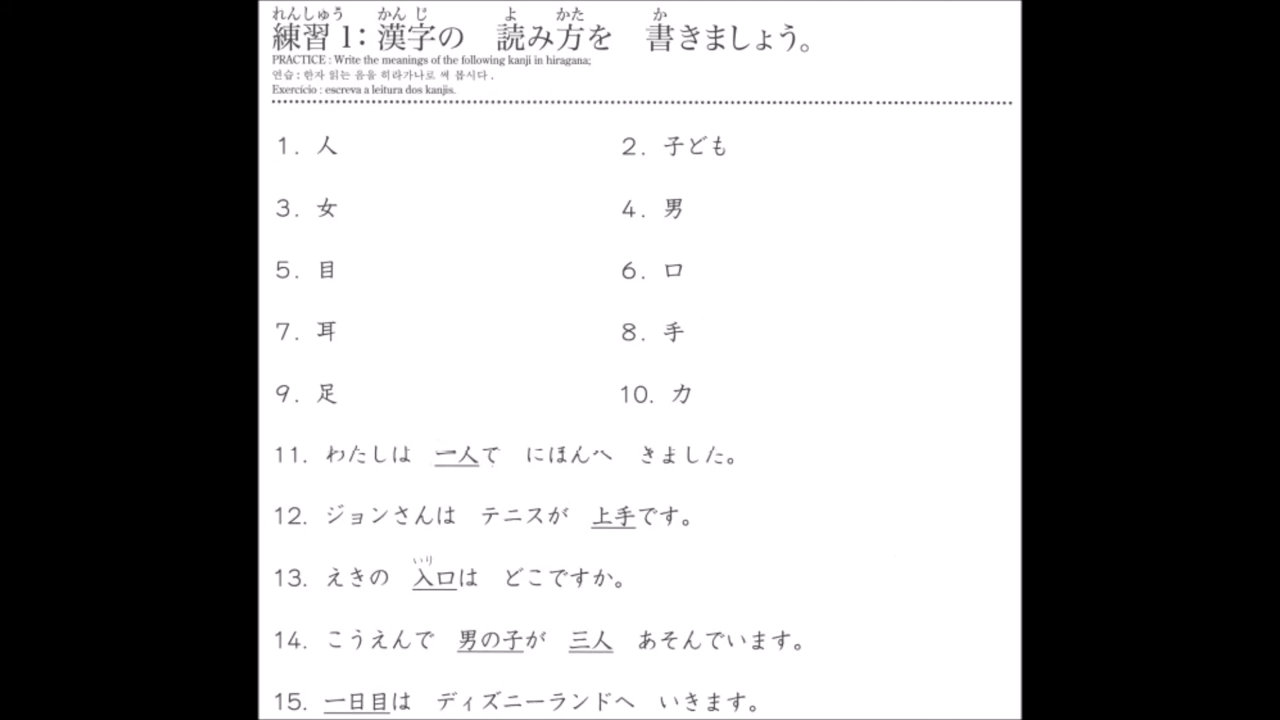 れんしゅう かんじ よ かた か
練習1：漢字の 読み方を 書きましょう。
PRACTICE : Write the meanings of the following kanji in hiragana;
연습 : 한자 읽는 음을 히라가나로 써 봅시다 .
Exercício : escreva a leitura dos kanjis.
1. 人 2. 子ども
3. 女 4. 男
5. 目 6. 口
7. 耳 8. 手
9. 足 10. 力
11. わたしは 一人で にほんへ きました。
12. ジョンさんは テニスが 上手です。
いり
13. えきの 入口は どこですか。
14. こうえんで 男の子が 三人 あそんでいます。
15. 一日目は ディズニーランドへ いきます。